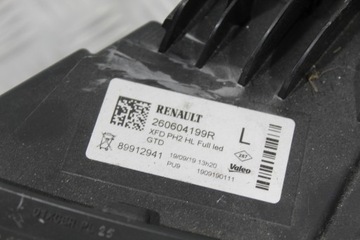 RENAULT
260604199R
XFD PH2 HL Full led
GTD
L
89912941
19/09/19 13h20
PU9
1909190111
Valeo